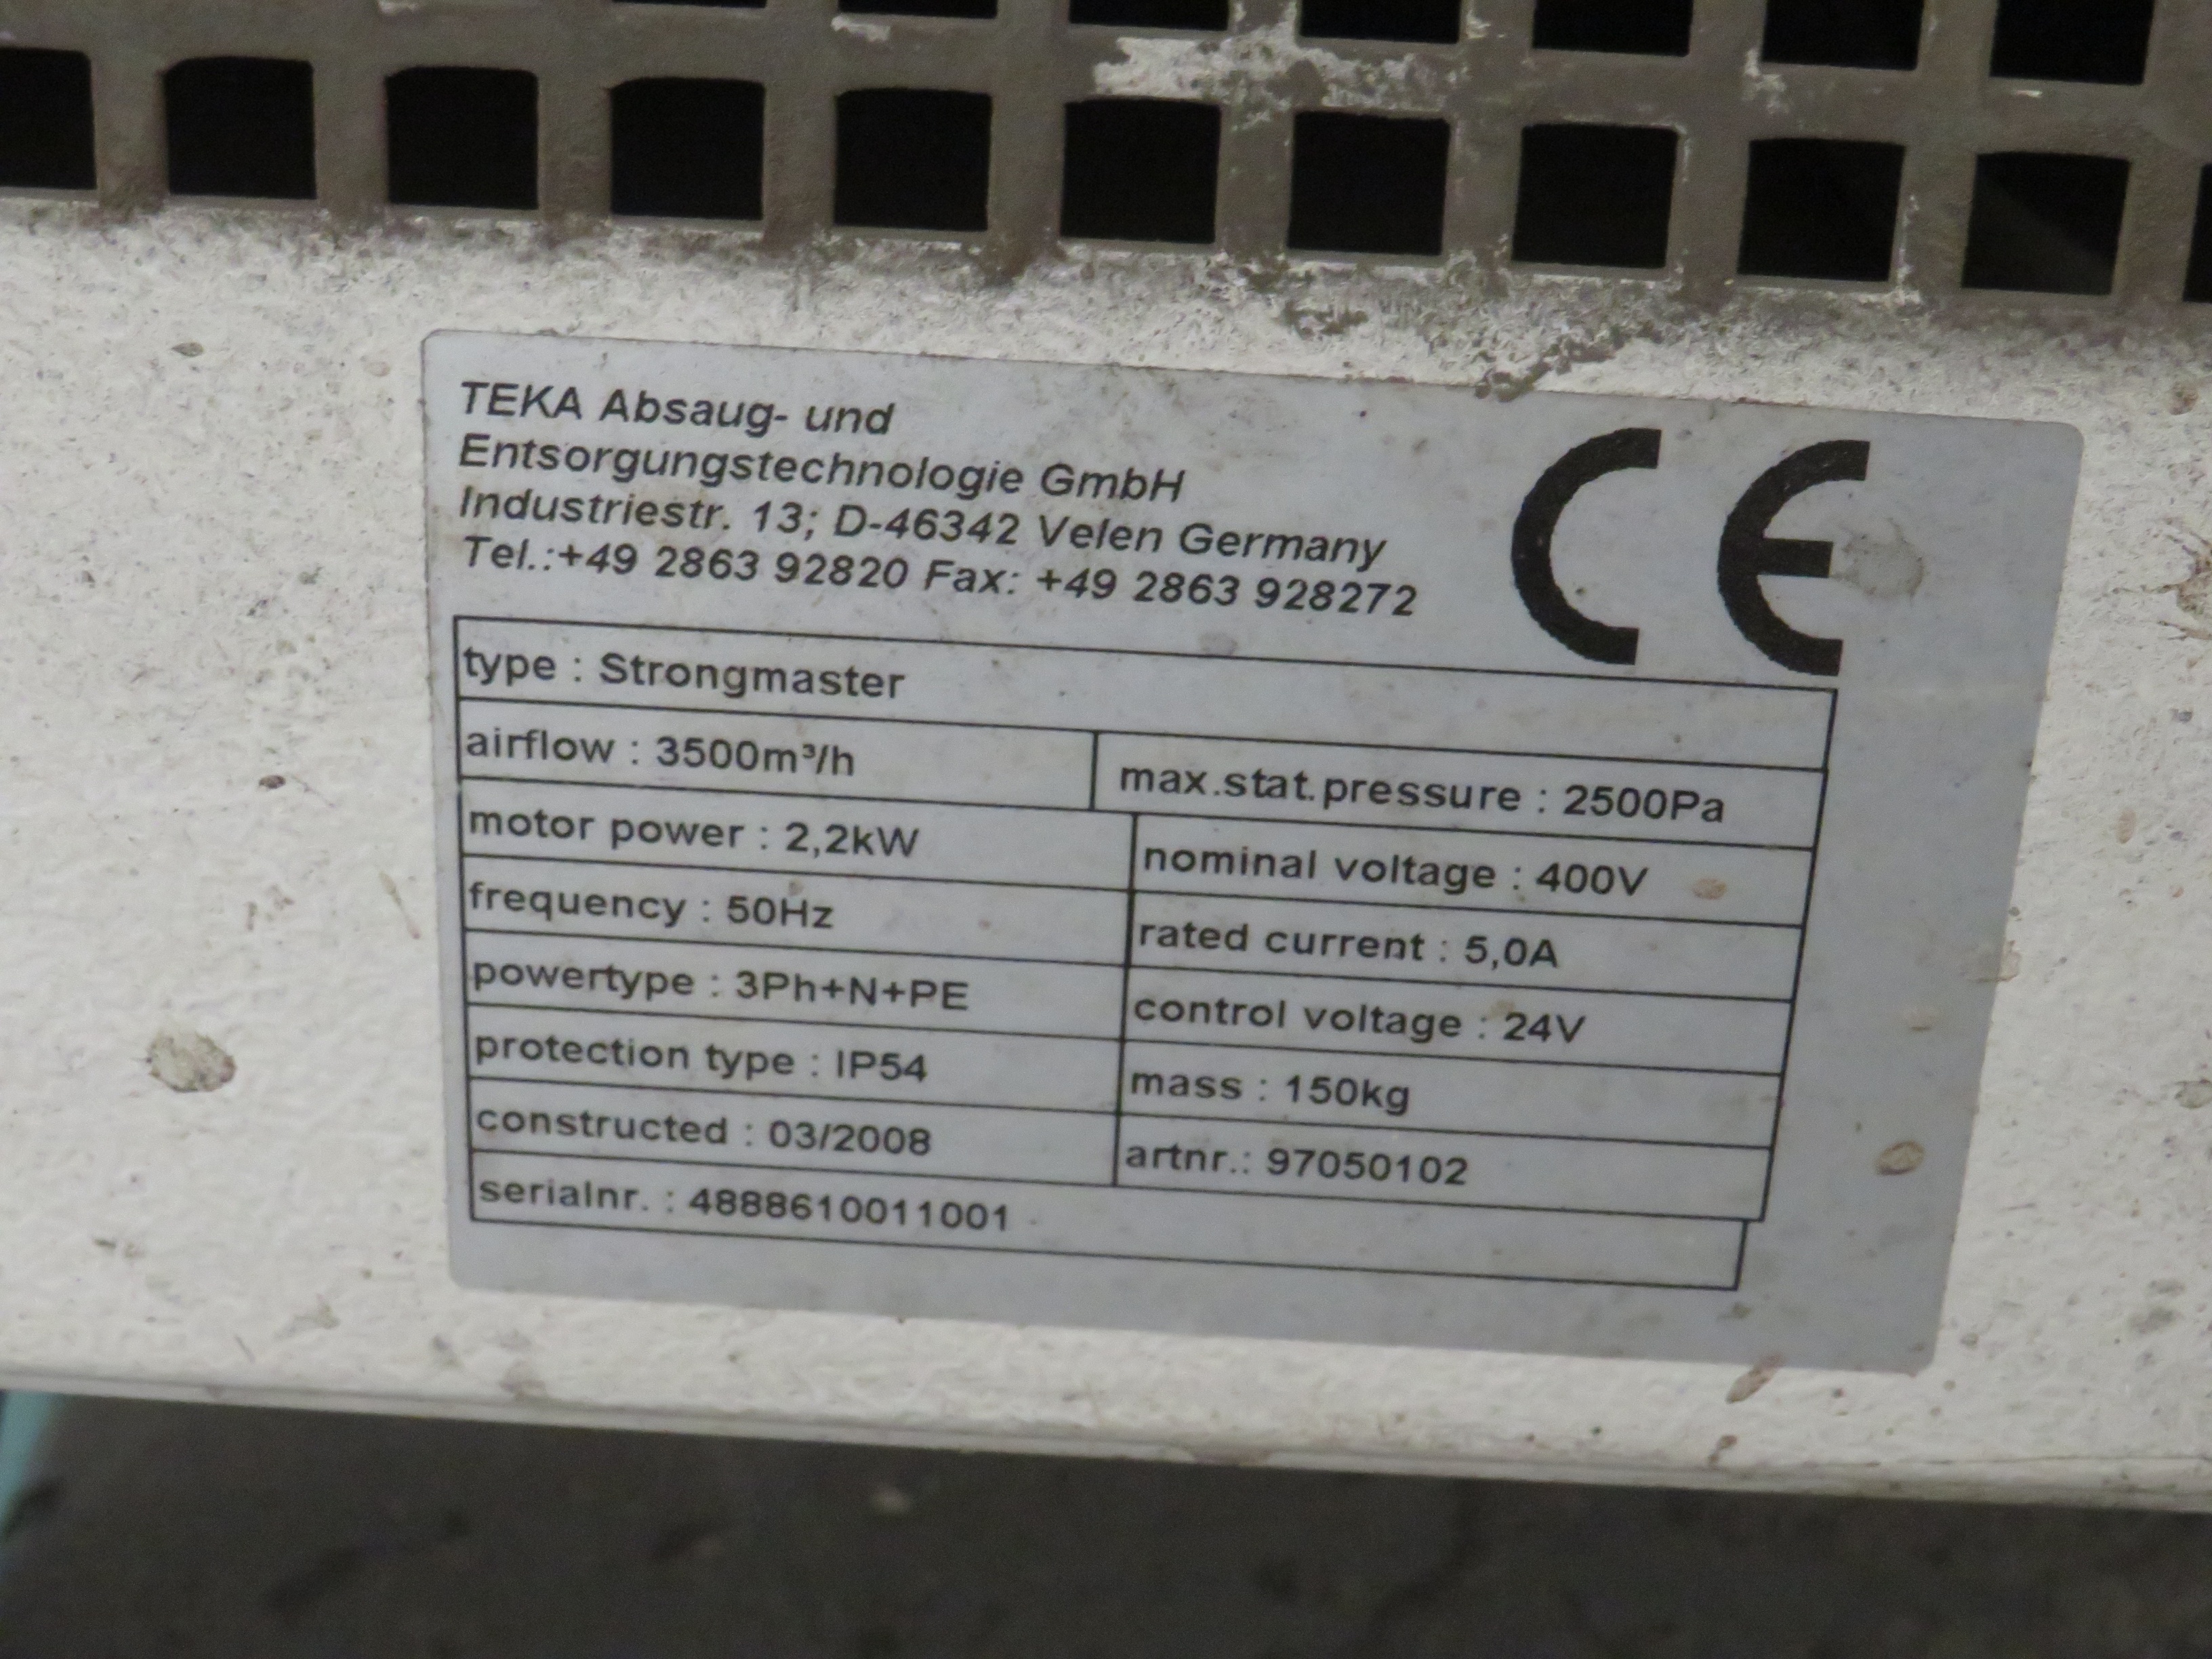 TEKA Absaug- und
Entsorgungstechnologie GmbH
Industriestr. 13; D-46342 Velen Germany
Tel.:+49 2863 92820 Fax: +49 2863 928272
CE
type : Strongmaster
airflow : 3500m³/h max.stat.pressure : 2500Pa
motor power : 2,2kW nominal voltage : 400V
frequency : 50Hz rated current : 5,0A
powertype : 3Ph+N+PE control voltage : 24V
protection type : IP54 mass : 150kg
constructed : 03/2008 artnr.: 97050102
serialnr. : 4888610011001